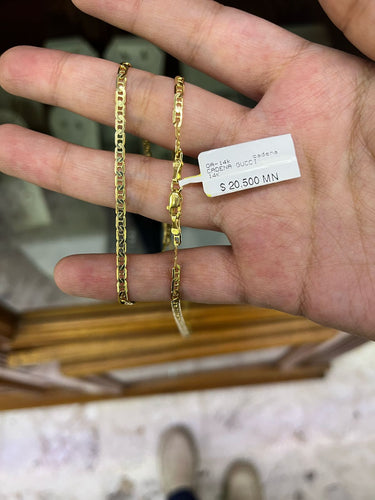 OR-14k cadena
CADENA GUCCI
14K
$ 20,500 MN